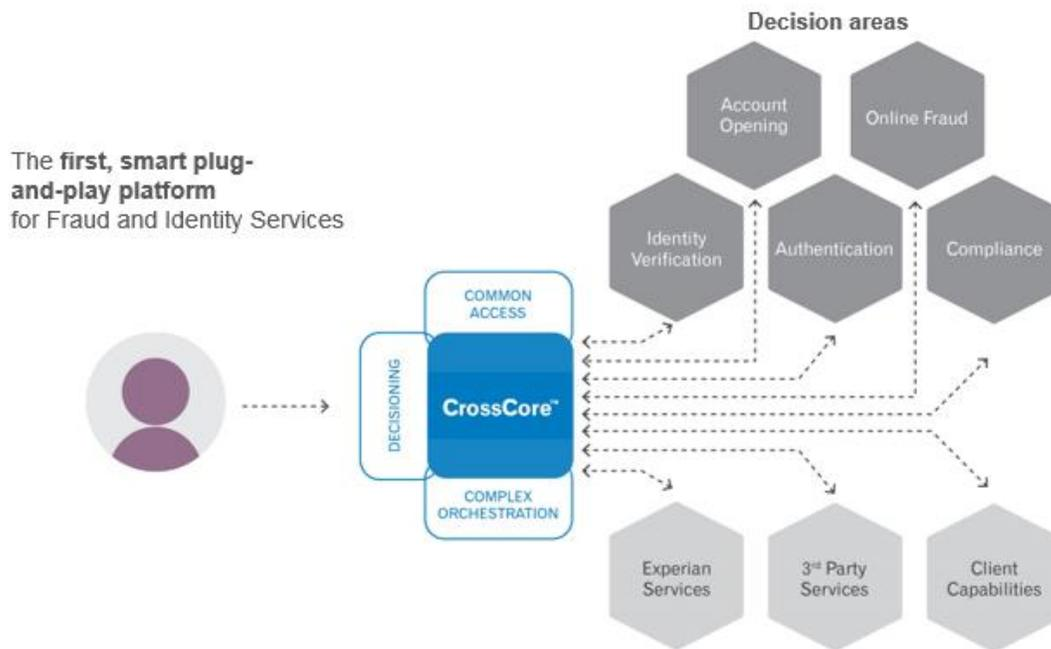 Decision areas
The first, smart plug-
and-play platform
for Fraud and Identity Services
Account
Opening
Online Fraud
Identity
Verification
Authentication
Compliance
COMMON
ACCESS
DECISIONING
CrossCore™
COMPLEX
ORCHESTRATION
Experian
Services
3rd Party
Services
Client
Capabilities